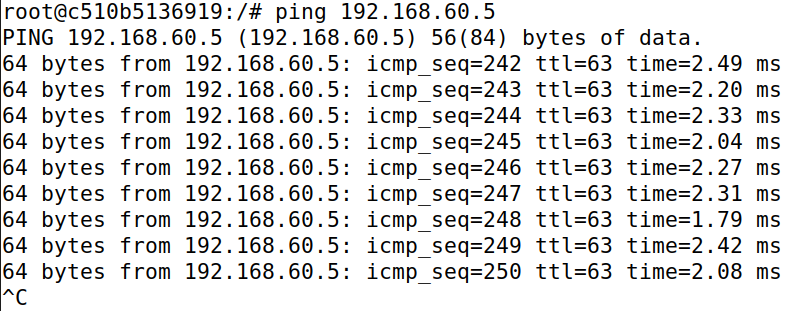 root@c510b5136919:/# ping 192.168.60.5
PING 192.168.60.5 (192.168.60.5) 56(84) bytes of data.
64 bytes from 192.168.60.5: icmp_seq=242 ttl=63 time=2.49 ms
64 bytes from 192.168.60.5: icmp_seq=243 ttl=63 time=2.20 ms
64 bytes from 192.168.60.5: icmp_seq=244 ttl=63 time=2.33 ms
64 bytes from 192.168.60.5: icmp_seq=245 ttl=63 time=2.04 ms
64 bytes from 192.168.60.5: icmp_seq=246 ttl=63 time=2.27 ms
64 bytes from 192.168.60.5: icmp_seq=247 ttl=63 time=2.31 ms
64 bytes from 192.168.60.5: icmp_seq=248 ttl=63 time=1.79 ms
64 bytes from 192.168.60.5: icmp_seq=249 ttl=63 time=2.42 ms
64 bytes from 192.168.60.5: icmp_seq=250 ttl=63 time=2.08 ms
^C